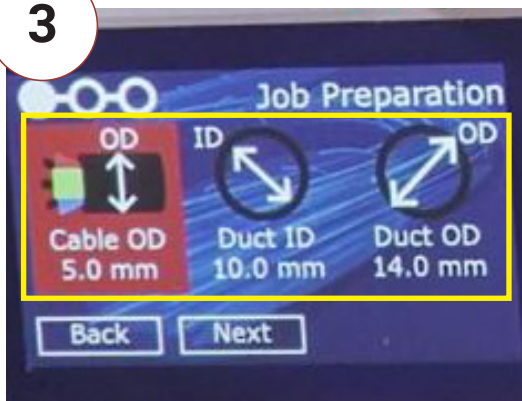 3
Job Preparation
OD ID OD
Cable OD Duct ID Duct OD
5.0 mm 10.0 mm 14.0 mm
Back Next